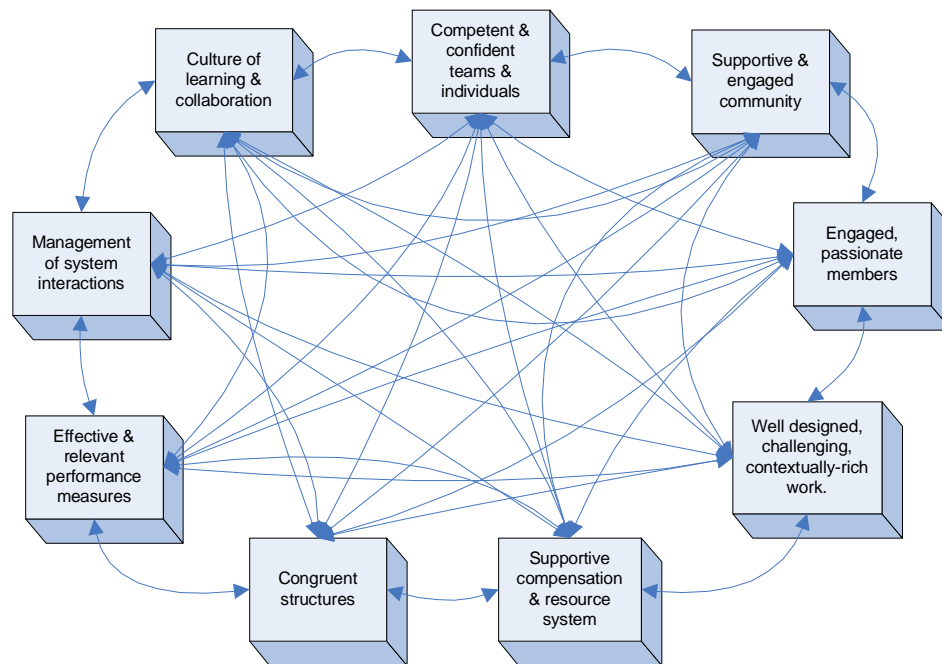 Culture of
learning &
collaboration
Competent &
confident
teams &
individuals
Supportive &
engaged
community
Management
of system
interactions
Engaged,
passionate
members
Effective &
relevant
performance
measures
Well designed,
challenging,
contextually-rich
work.
Congruent
structures
Supportive
compensation
& resource
system